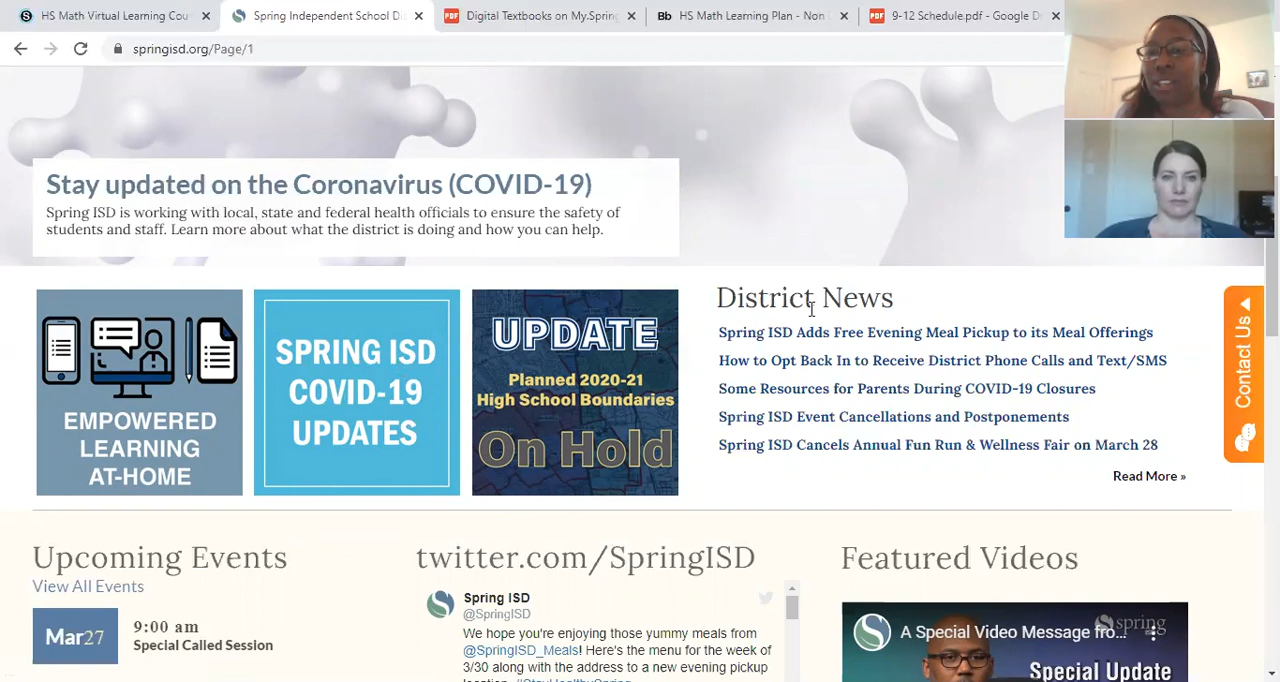 HS Math Virtual Learning Cou
Spring Independent School D
Digital Textbooks on My.Spring
Bb HS Math Learning Plan - Non
9-12 Schedule.pdf - Google D
springisd.org/Page/1
Stay updated on the Coronavirus (COVID-19)
Spring ISD is working with local, state and federal health officials to ensure the safety of
students and staff. Learn more about what the district is doing and how you can help.
EMPOWERED
LEARNING
AT-HOME
SPRING ISD
COVID-19
UPDATES
UPDATE
Planned 2020-21
High School Boundaries
On Hold
District News
Spring ISD Adds Free Evening Meal Pickup to its Meal Offerings
How to Opt Back In to Receive District Phone Calls and Text/SMS
Some Resources for Parents During COVID-19 Closures
Spring ISD Event Cancellations and Postponements
Spring ISD Cancels Annual Fun Run & Wellness Fair on March 28
Read More »
Contact Us
Upcoming Events
View All Events
Mar27
9:00 am
Special Called Session
twitter.com/SpringISD
Spring ISD
@SpringISD
We hope you're enjoying those yummy meals from
@SpringISD_Meals! Here's the menu for the week of
3/30 along with the address to a new evening pickup
Featured Videos
A Special Video Message fro...
spring
Special Update